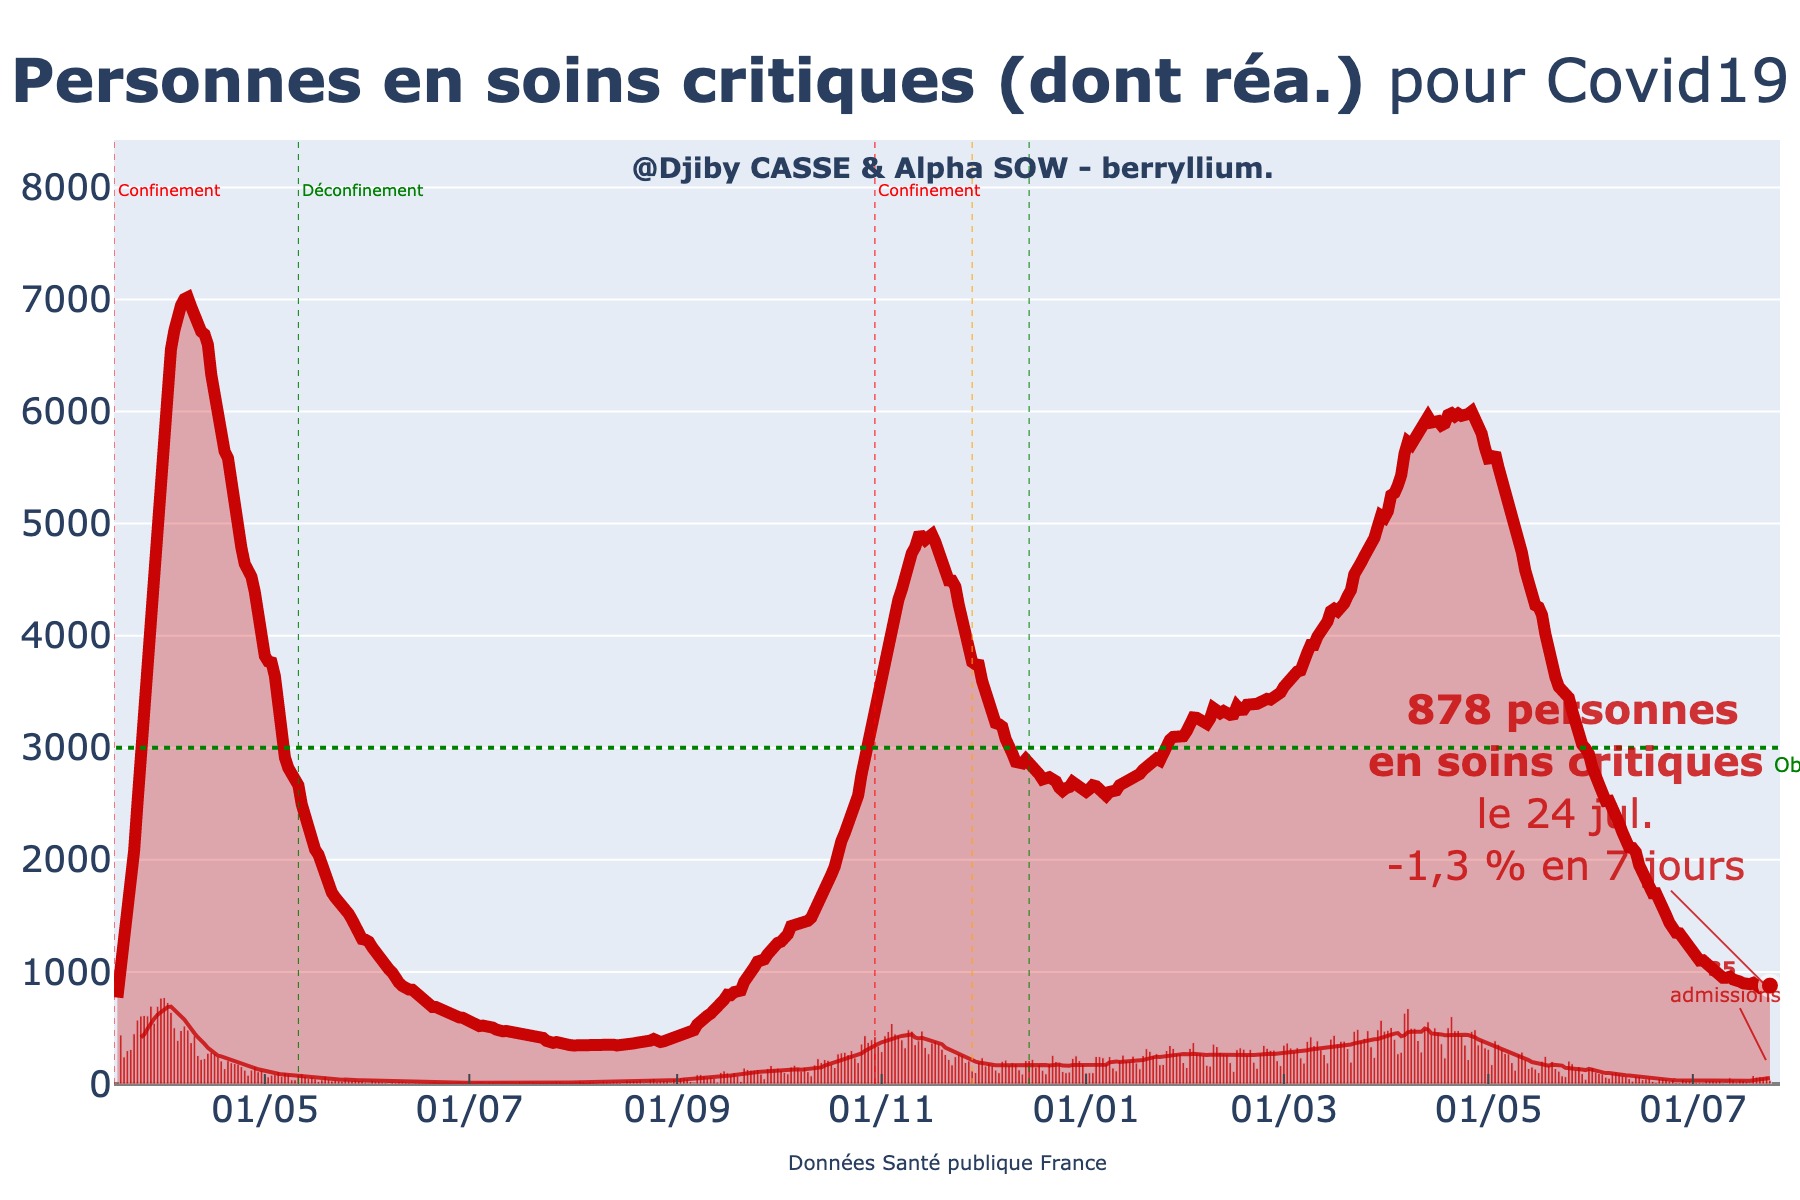 Personnes en soins critiques (dont réa.) pour Covid19
@Djiby CASSE & Alpha SOW - berryllium.
8000
Confinement
Déconfinement
Confinement
7000
6000
5000
4000
3000
2000
1000
0
878 personnes
en soins critiques
le 24 jul.
-1,3 % en 7 jours
Ob
admissions
01/05
01/07
01/09
01/11
01/01
01/03
01/05
01/07
Données Santé publique France